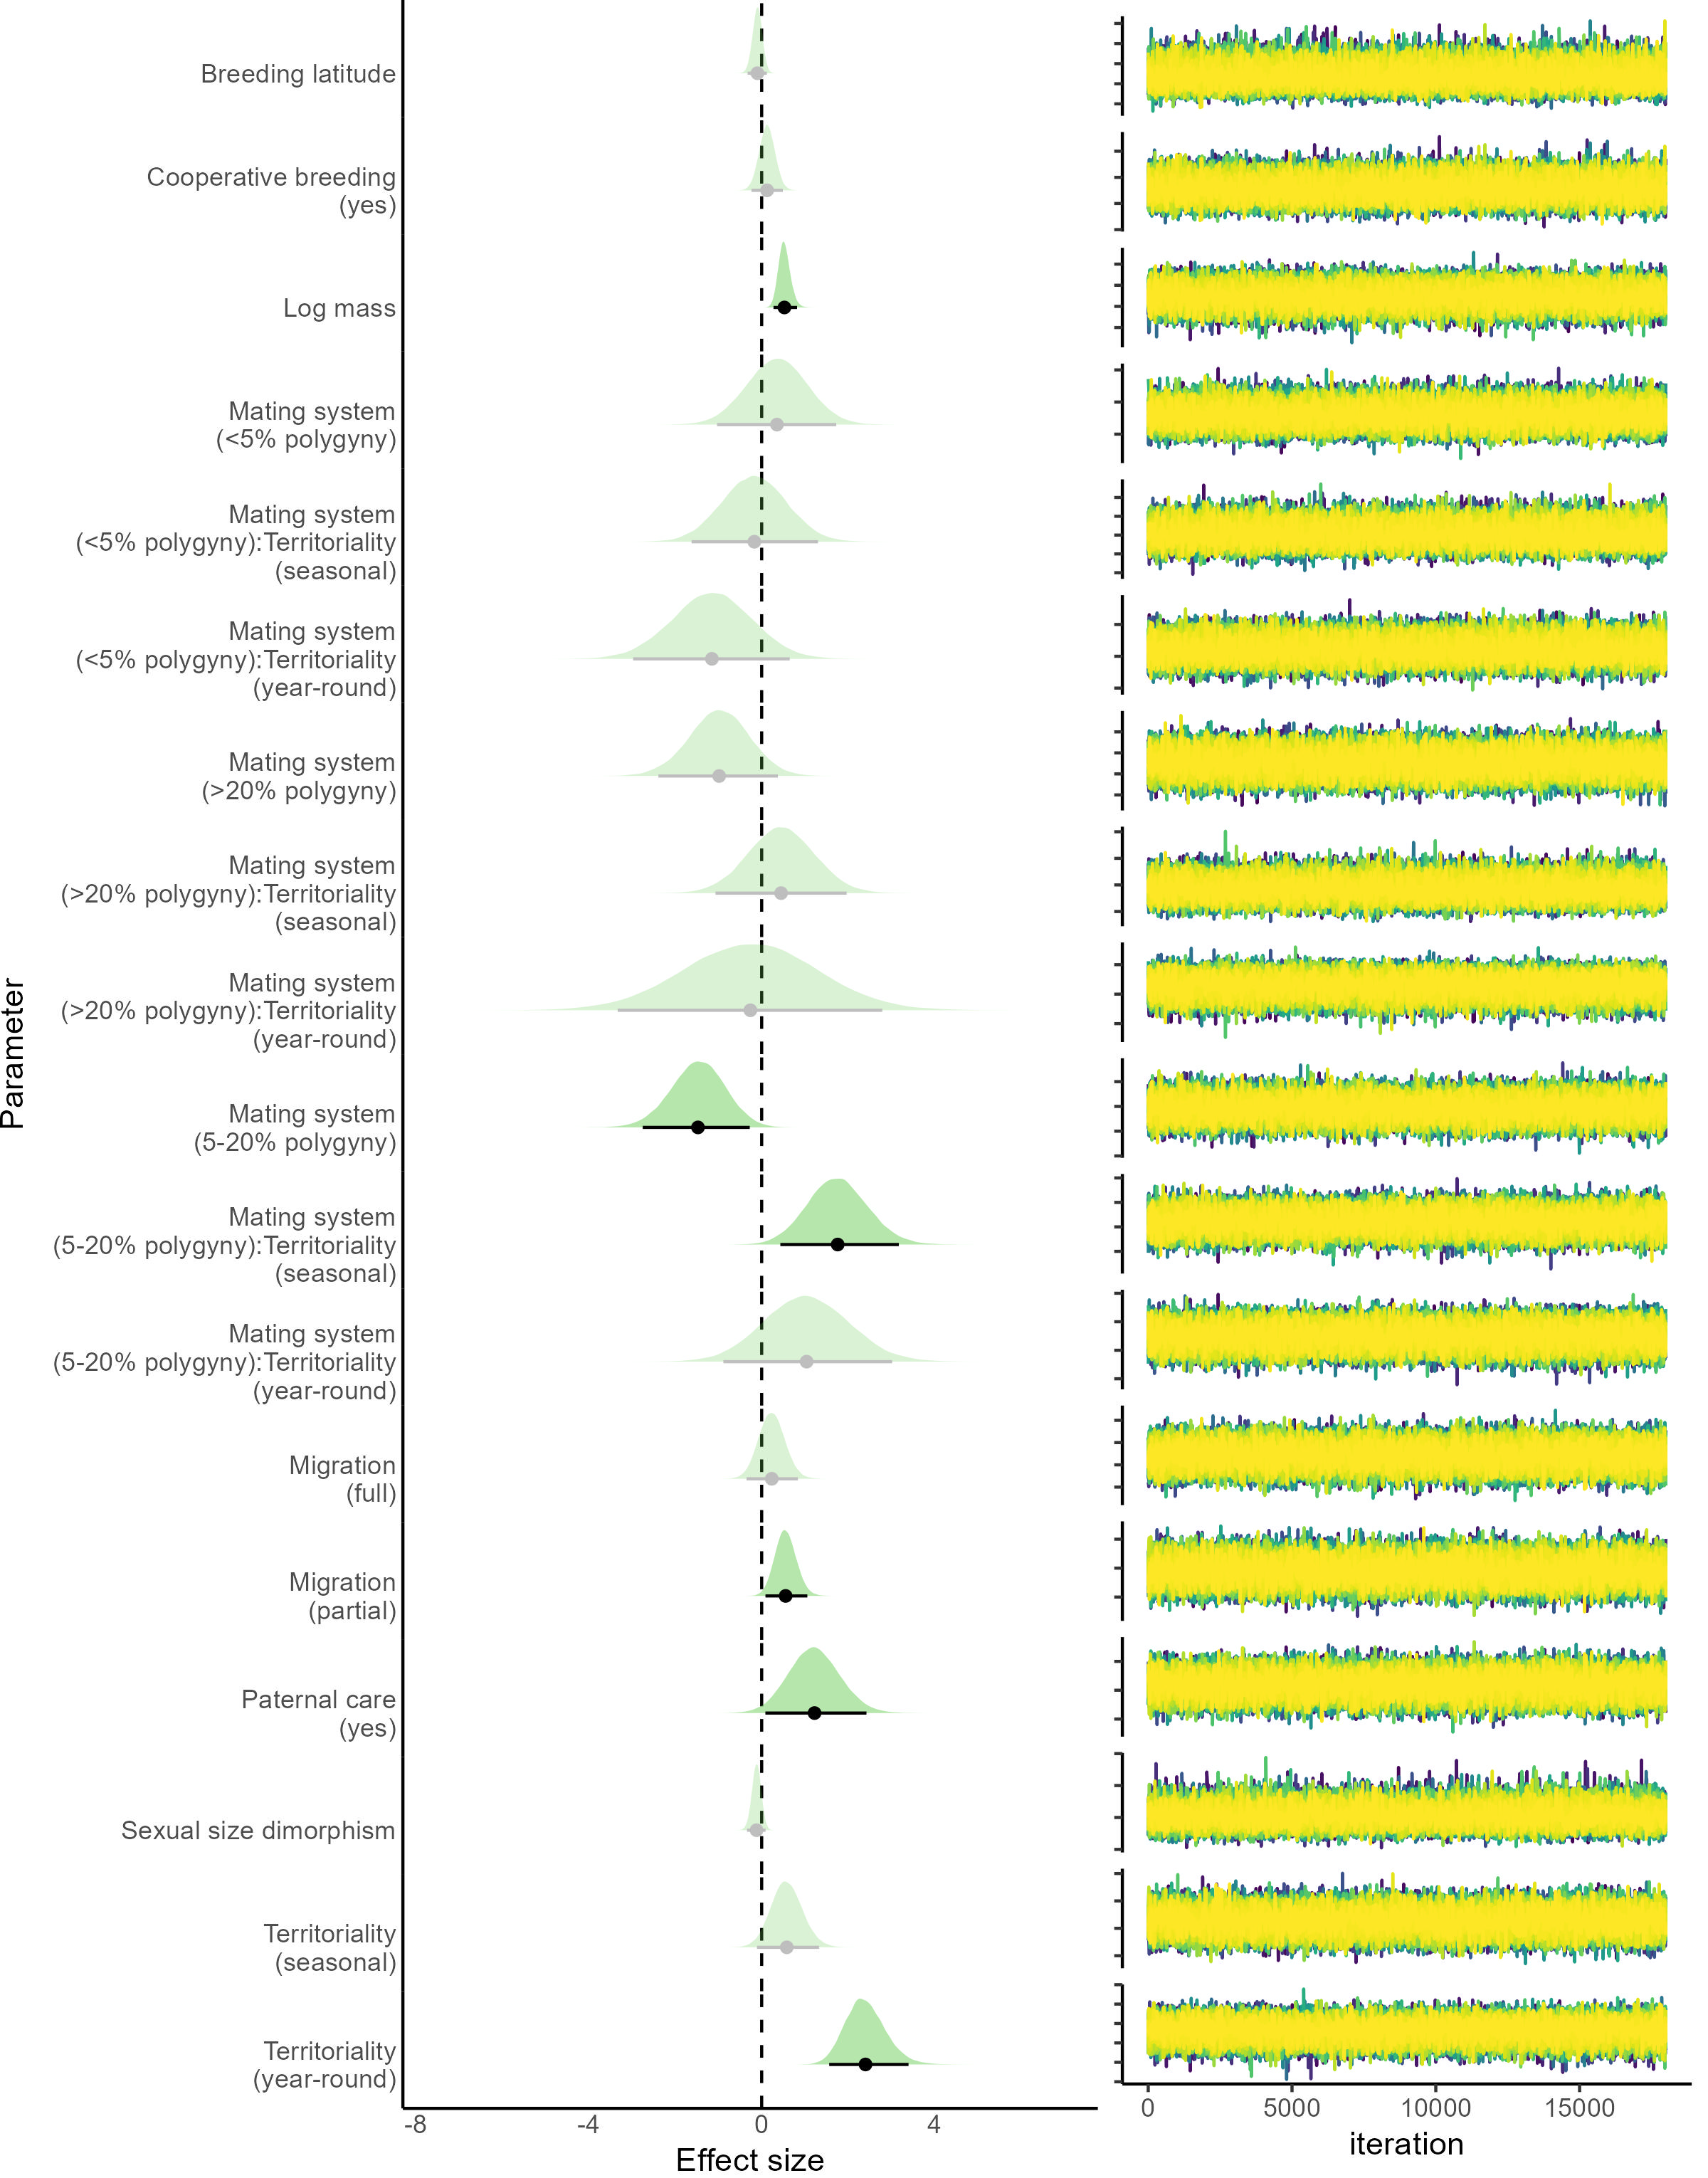 Parameter
Breeding latitude
Cooperative breeding
(yes)
Log mass
Mating system
(<5% polygyny)
Mating system
(<5% polygyny):Territoriality
(seasonal)
Mating system
(<5% polygyny):Territoriality
(year-round)
Mating system
(>20% polygyny)
Mating system
(>20% polygyny):Territoriality
(seasonal)
Mating system
(>20% polygyny):Territoriality
(year-round)
Mating system
(5-20% polygyny)
Mating system
(5-20% polygyny):Territoriality
(seasonal)
Mating system
(5-20% polygyny):Territoriality
(year-round)
Migration
(full)
Migration
(partial)
Paternal care
(yes)
Sexual size dimorphism
Territoriality
(seasonal)
Territoriality
(year-round)
-8 -4 0 4
Effect size
0 5000 10000 15000
iteration